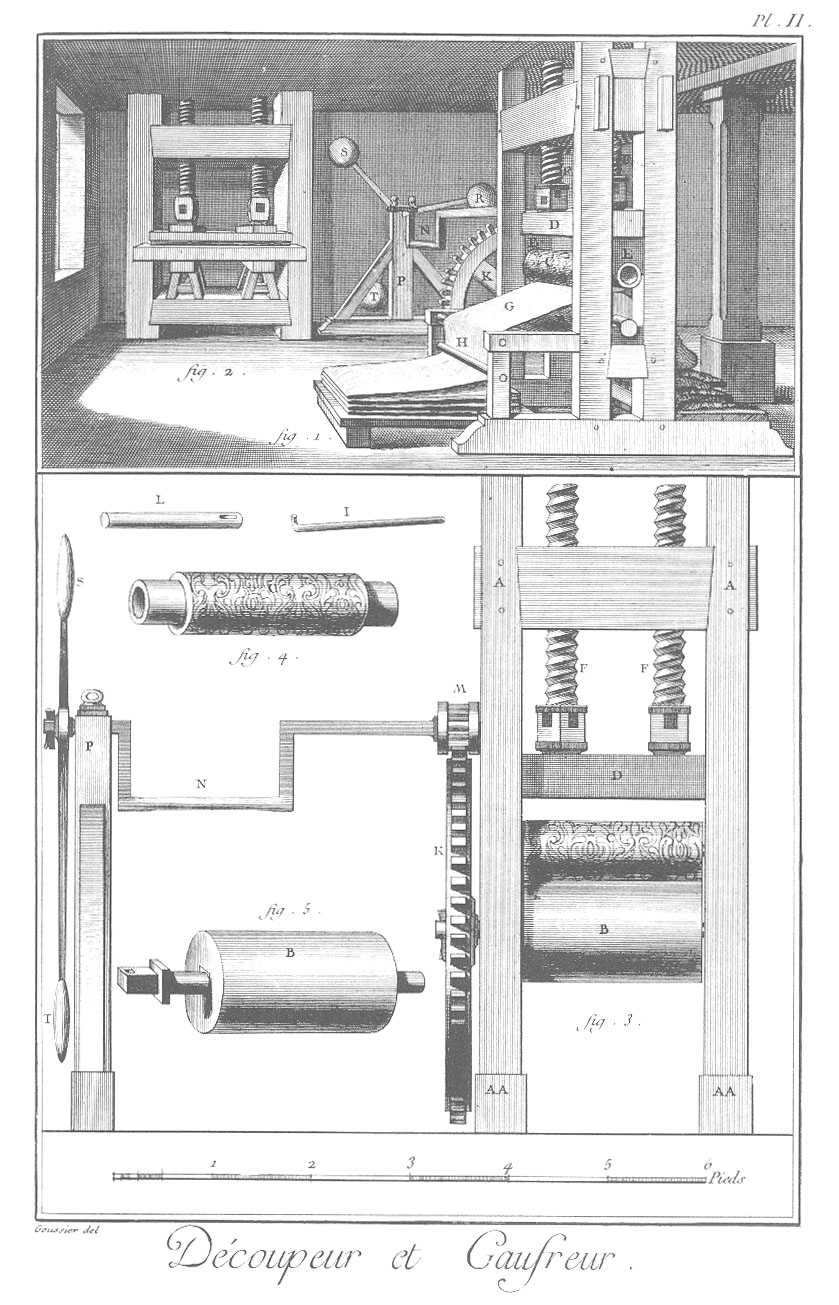 Pl. II.
S
R
N
P
K
T
F
D
E
E
G
H
C
O
fig. 2.
fig. 1.
L
I
S
fig. 4.
A
A
F
F
M
P
D
N
K
C
fig. 5.
B
B
T
fig. 3.
AA
AA
1 2 3 4 5 6 Pieds
Goussier del
Découpeur et Gaufreur.